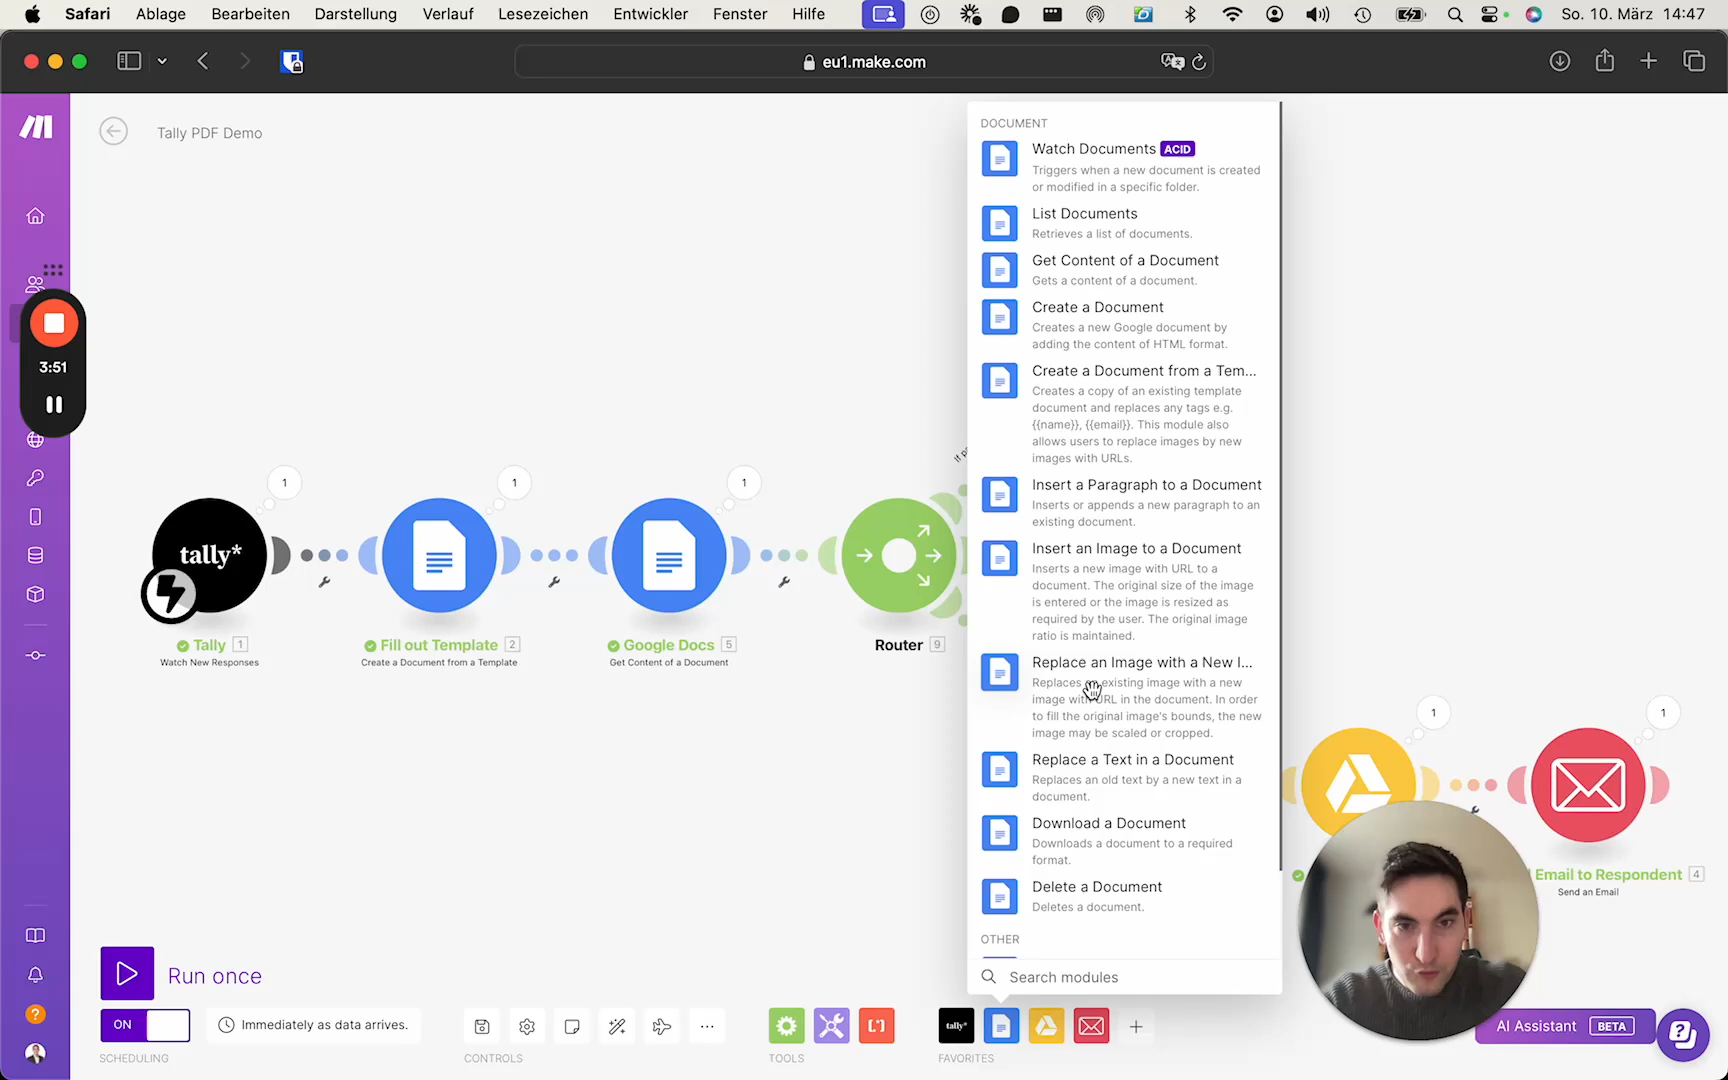 Safari Ablage Bearbeiten Darstellung Verlauf Lesezeichen Entwickler Fenster Hilfe So. 10. März 14:47
eu1.make.com
Tally PDF Demo
3:51
DOCUMENT
Watch Documents ACID
Triggers when a new document is created
or modified in a specific folder.
List Documents
Retrieves a list of documents.
Get Content of a Document
Gets a content of a document.
Create a Document
Creates a new Google document by
adding the content of HTML format.
Create a Document from a Tem...
Creates a copy of an existing template
document and replaces any tags e.g.
{{name}}, {{email}}. This module also
allows users to replace images by new
images with URLs.
Insert a Paragraph to a Document
Inserts or appends a new paragraph to an
existing document.
Insert an Image to a Document
Inserts a new image with URL to a
document. The original size of the image
is entered or the image is resized as
required by the user. The original image
ratio is maintained.
Replace an Image with a New I...
Replaces existing image with a new
image with URL in the document. In order
to fill the original image's bounds, the new
image may be scaled or cropped.
Replace a Text in a Document
Replaces an old text by a new text in a
document.
Download a Document
Downloads a document to a required
format.
Delete a Document
Deletes a document.
OTHER
Search modules
1
1
1
tally*
Tally 1
Watch New Responses
Fill out Template 2
Create a Document from a Template
Google Docs 5
Get Content of a Document
Router 9
If
1
1
Email to Respondent 4
Send an Email
Run once
ON
Immediately as data arrives.
SCHEDULING
CONTROLS
TOOLS
tally*
FAVORITES
AI Assistant BETA